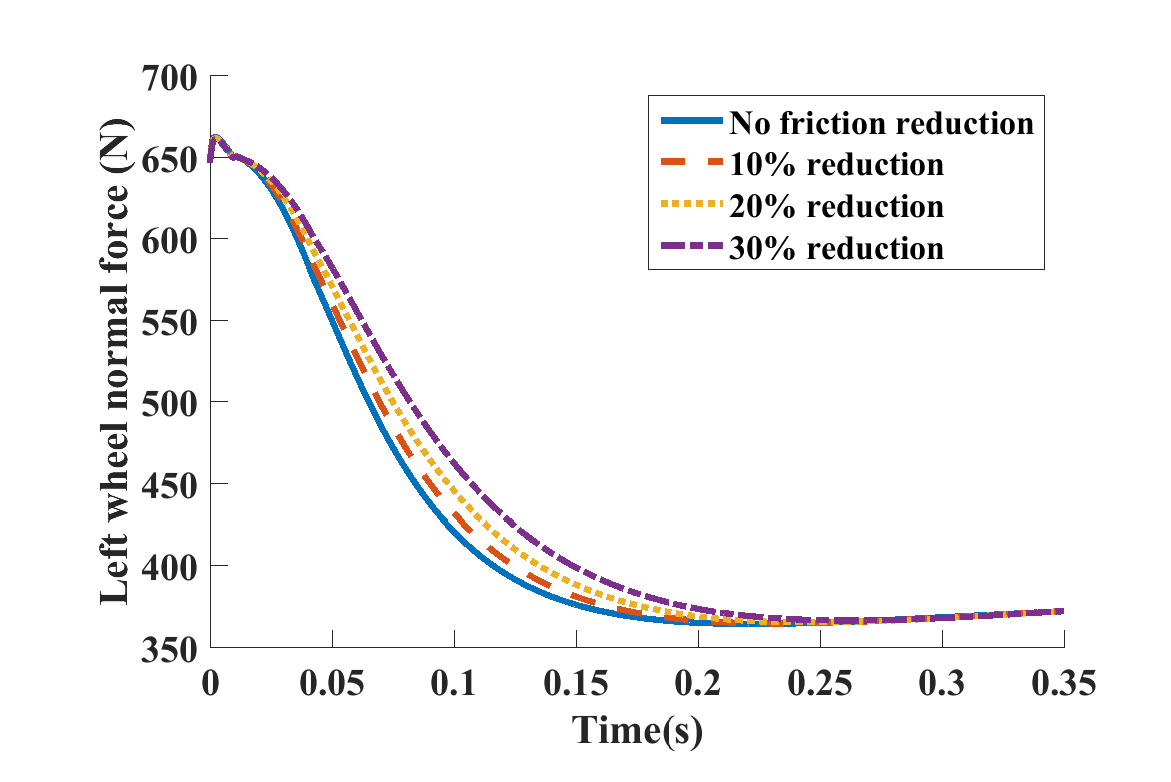 700
650
600
550
500
450
400
350
Left wheel normal force (N)
No friction reduction
10% reduction
20% reduction
30% reduction
0 0.05 0.1 0.15 0.2 0.25 0.3 0.35
Time(s)